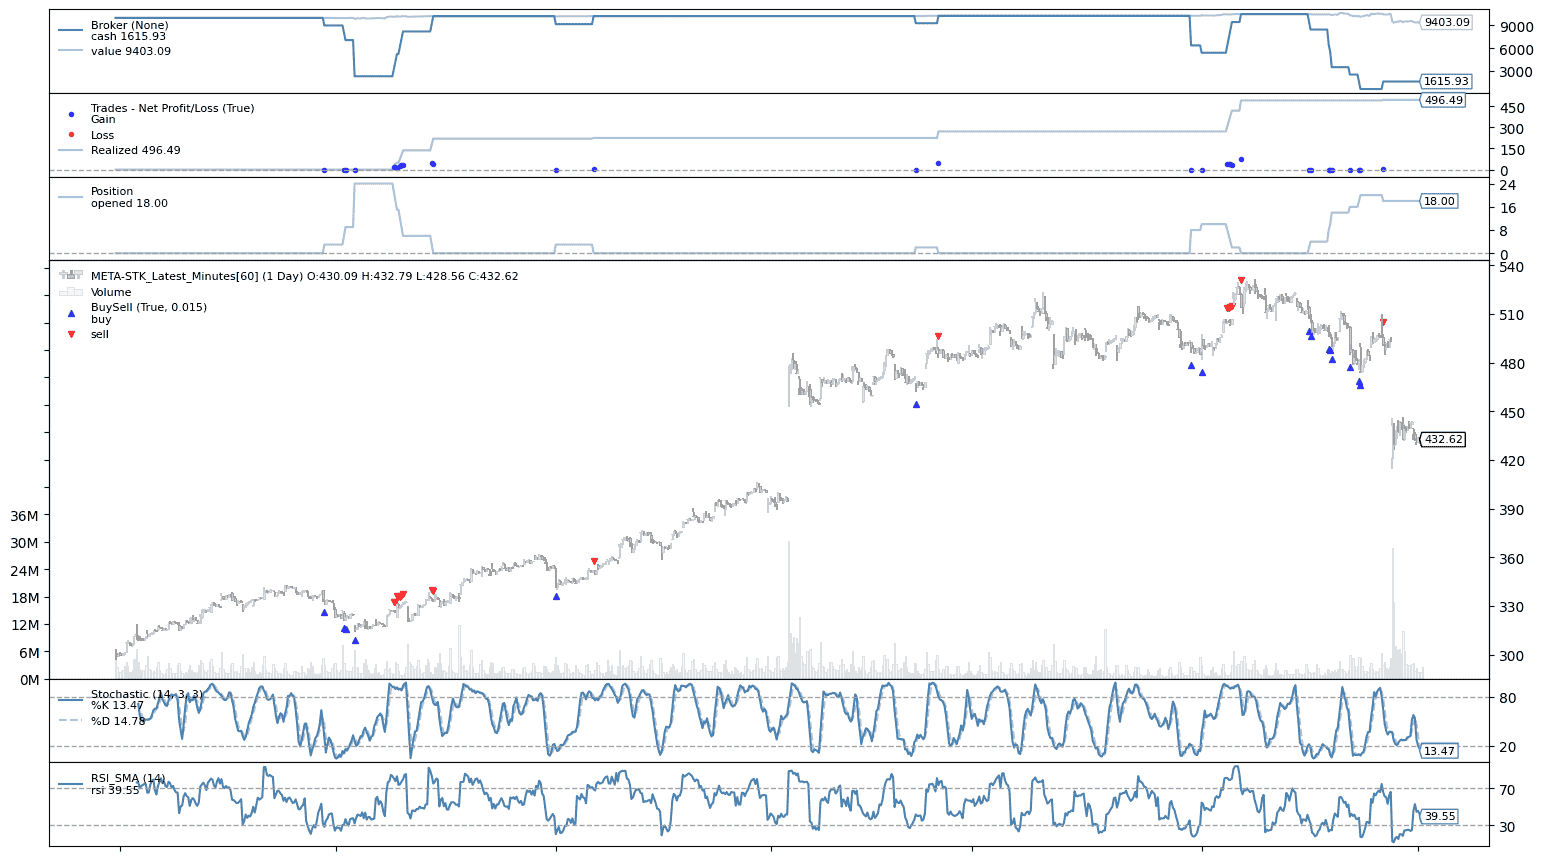 Broker (None)
cash 1615.93
value 9403.09
9403.09
1615.93
9000
6000
3000
Trades - Net Profit/Loss (True)
Gain
Loss
Realized 496.49
496.49
450
300
150
0
Position
opened 18.00
18.00
24
16
8
0
META-STK_Latest_Minutes[60] (1 Day) O:430.09 H:432.79 L:428.56 C:432.62
Volume
BuySell (True, 0.015)
buy
sell
432.62
540
510
480
450
420
390
360
330
300
36M
30M
24M
18M
12M
6M
0M
Stochastic (14, 3, 3)
%K 13.47
%D 14.78
13.47
80
20
RSI_SMA (14)
rsi 39.55
39.55
70
30